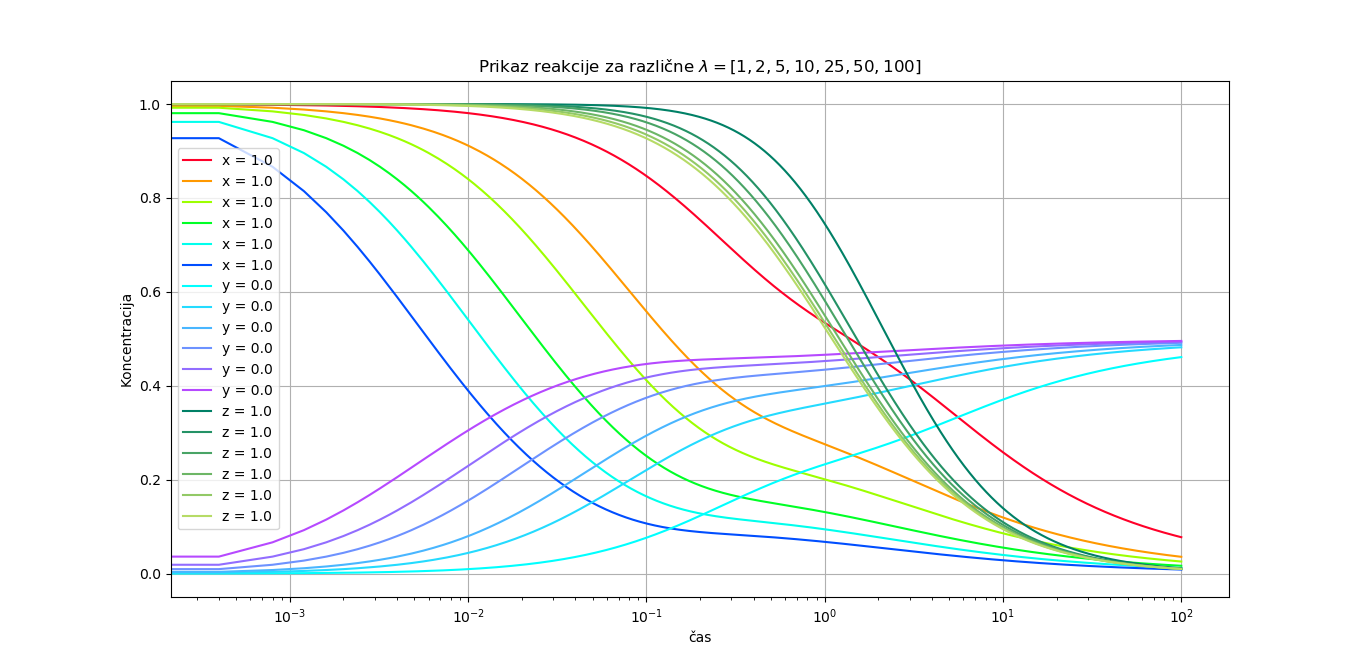 Prikaz reakcije za različne λ = [1, 2, 5, 10, 25, 50, 100]
Koncentracija
1.0
0.8
0.6
0.4
0.2
0.0
x = 1.0
x = 1.0
x = 1.0
x = 1.0
x = 1.0
x = 1.0
y = 0.0
y = 0.0
y = 0.0
y = 0.0
y = 0.0
y = 0.0
z = 1.0
z = 1.0
z = 1.0
z = 1.0
z = 1.0
z = 1.0
10⁻³ 10⁻² 10⁻¹ 10⁰ 10¹ 10²
čas